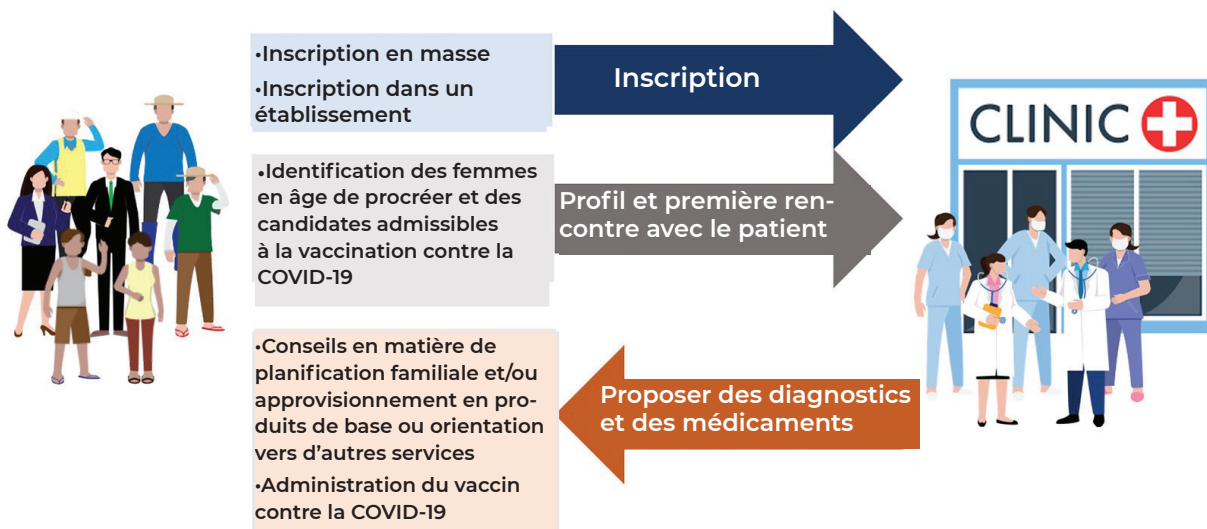 •Inscription en masse
•Inscription dans un
établissement
Inscription
CLINIC
•Identification des femmes
en âge de procréer et des
candidates admissibles
à la vaccination contre la
COVID-19
Profil et première ren-
contre avec le patient
•Conseils en matière de
planification familiale et/ou
approvisionnement en pro-
duits de base ou orientation
vers d'autres services
•Administration du vaccin
contre la COVID-19
Proposer des diagnostics
et des médicaments